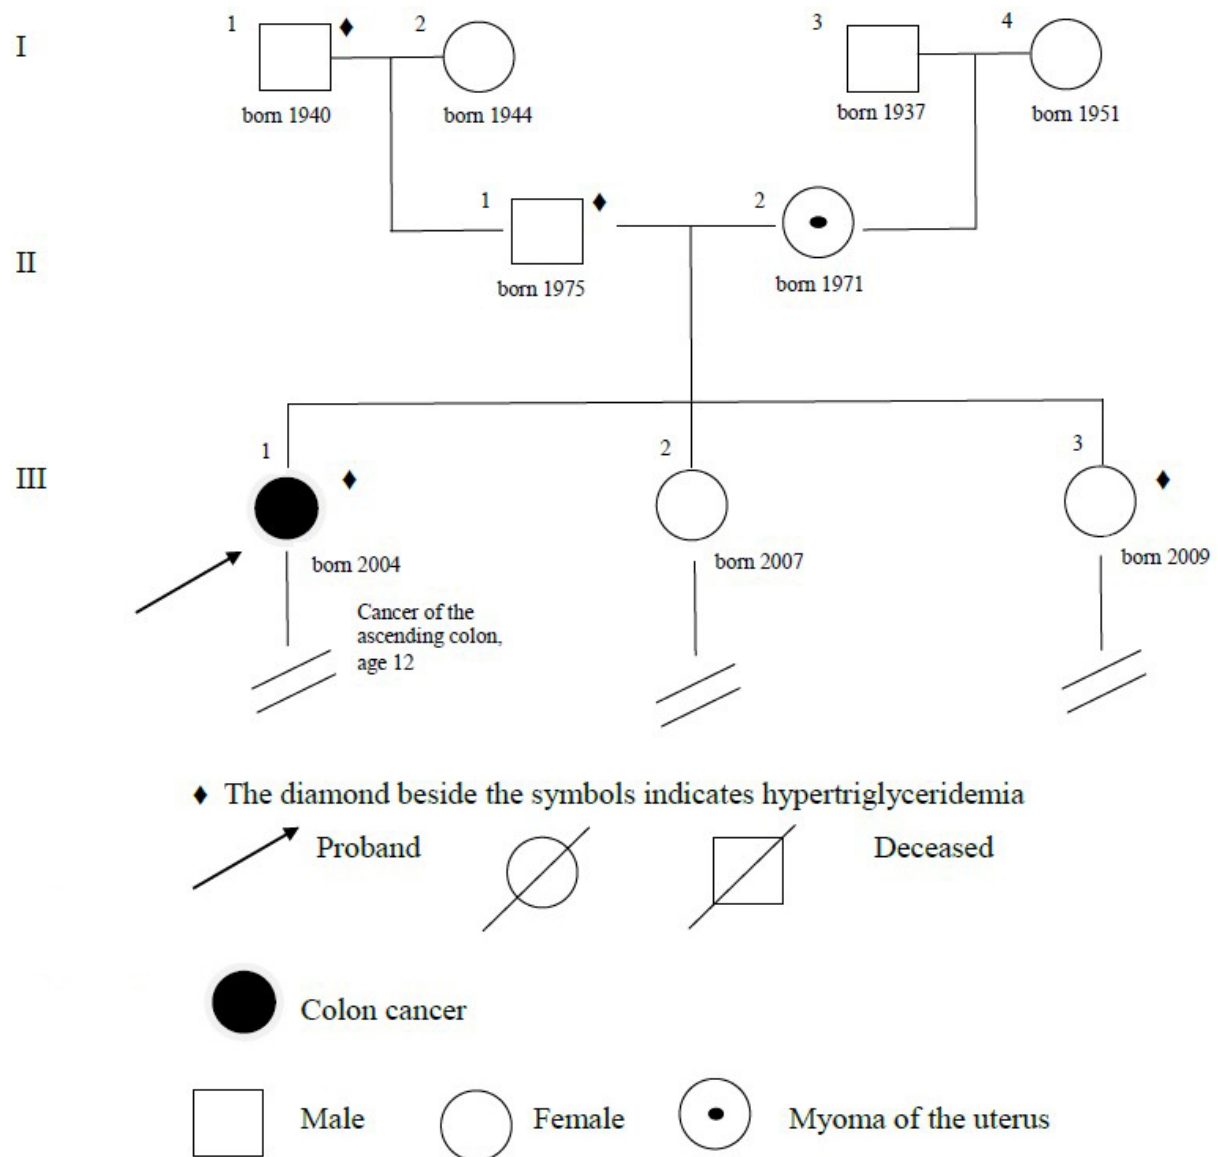 I
1 ♦ 2 3 4
born 1940 born 1944 born 1937 born 1951
II
1 ♦ 2
born 1975 born 1971
III
1 ♦ 2 3 ♦
born 2004 born 2007 born 2009
Cancer of the
ascending colon,
age 12
♦ The diamond beside the symbols indicates hypertriglyceridemia
Proband Deceased
Colon cancer
Male Female Myoma of the uterus